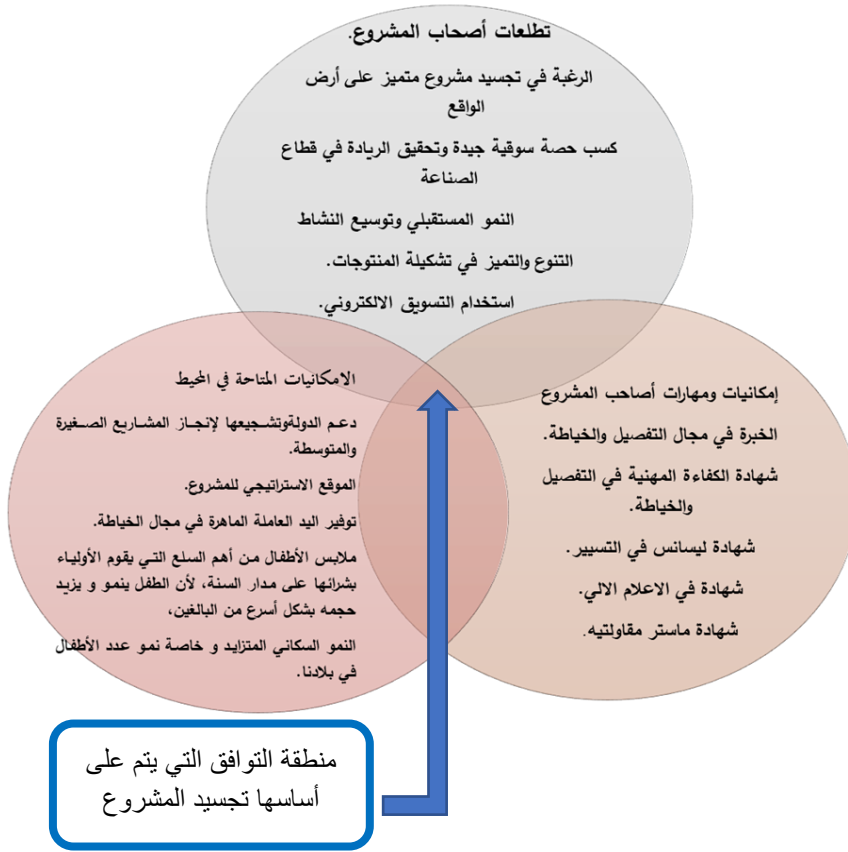 تطلعات أصحاب المشروع.
الرغبة في تجسيد مشروع متميز على أرض
الواقع
كسب حصة سوقية جيدة وتحقيق الريادة في قطاع
الصناعة
النمو المستقبلي وتوسيع النشاط
التنوع والتميز في تشكيلة المنتوجات.
استخدام التسويق الالكتروني.
إمكانيات ومهارات أصاحب المشروع
الخبرة في مجال التفصيل والخياطة.
شهادة الكفاءة المهنية في التفصيل
والخياطة.
شهادة ليسانس في التسيير.
شهادة في الاعلام الالي.
شهادة ماستر مقاولتيه.
الامكانيات المتاحة في المحيط
دعم الدولةوتشجيعها لإنجاز المشاريع الصغيرة
والمتوسطة.
الموقع الاستراتيجي للمشروع.
توفير اليد العاملة الماهرة في مجال الخياطة.
ملابس الأطفال من أهم السلع التي يقوم الأولياء
بشرائها على مدار السنة، لأن الطفل ينمو و يزيد
حجمه بشكل أسرع من البالغين،
النمو السكاني المتزايد و خاصة نمو عدد الأطفال
في بلادنا.
منطقة التوافق التي يتم على
أساسها تجسيد المشروع